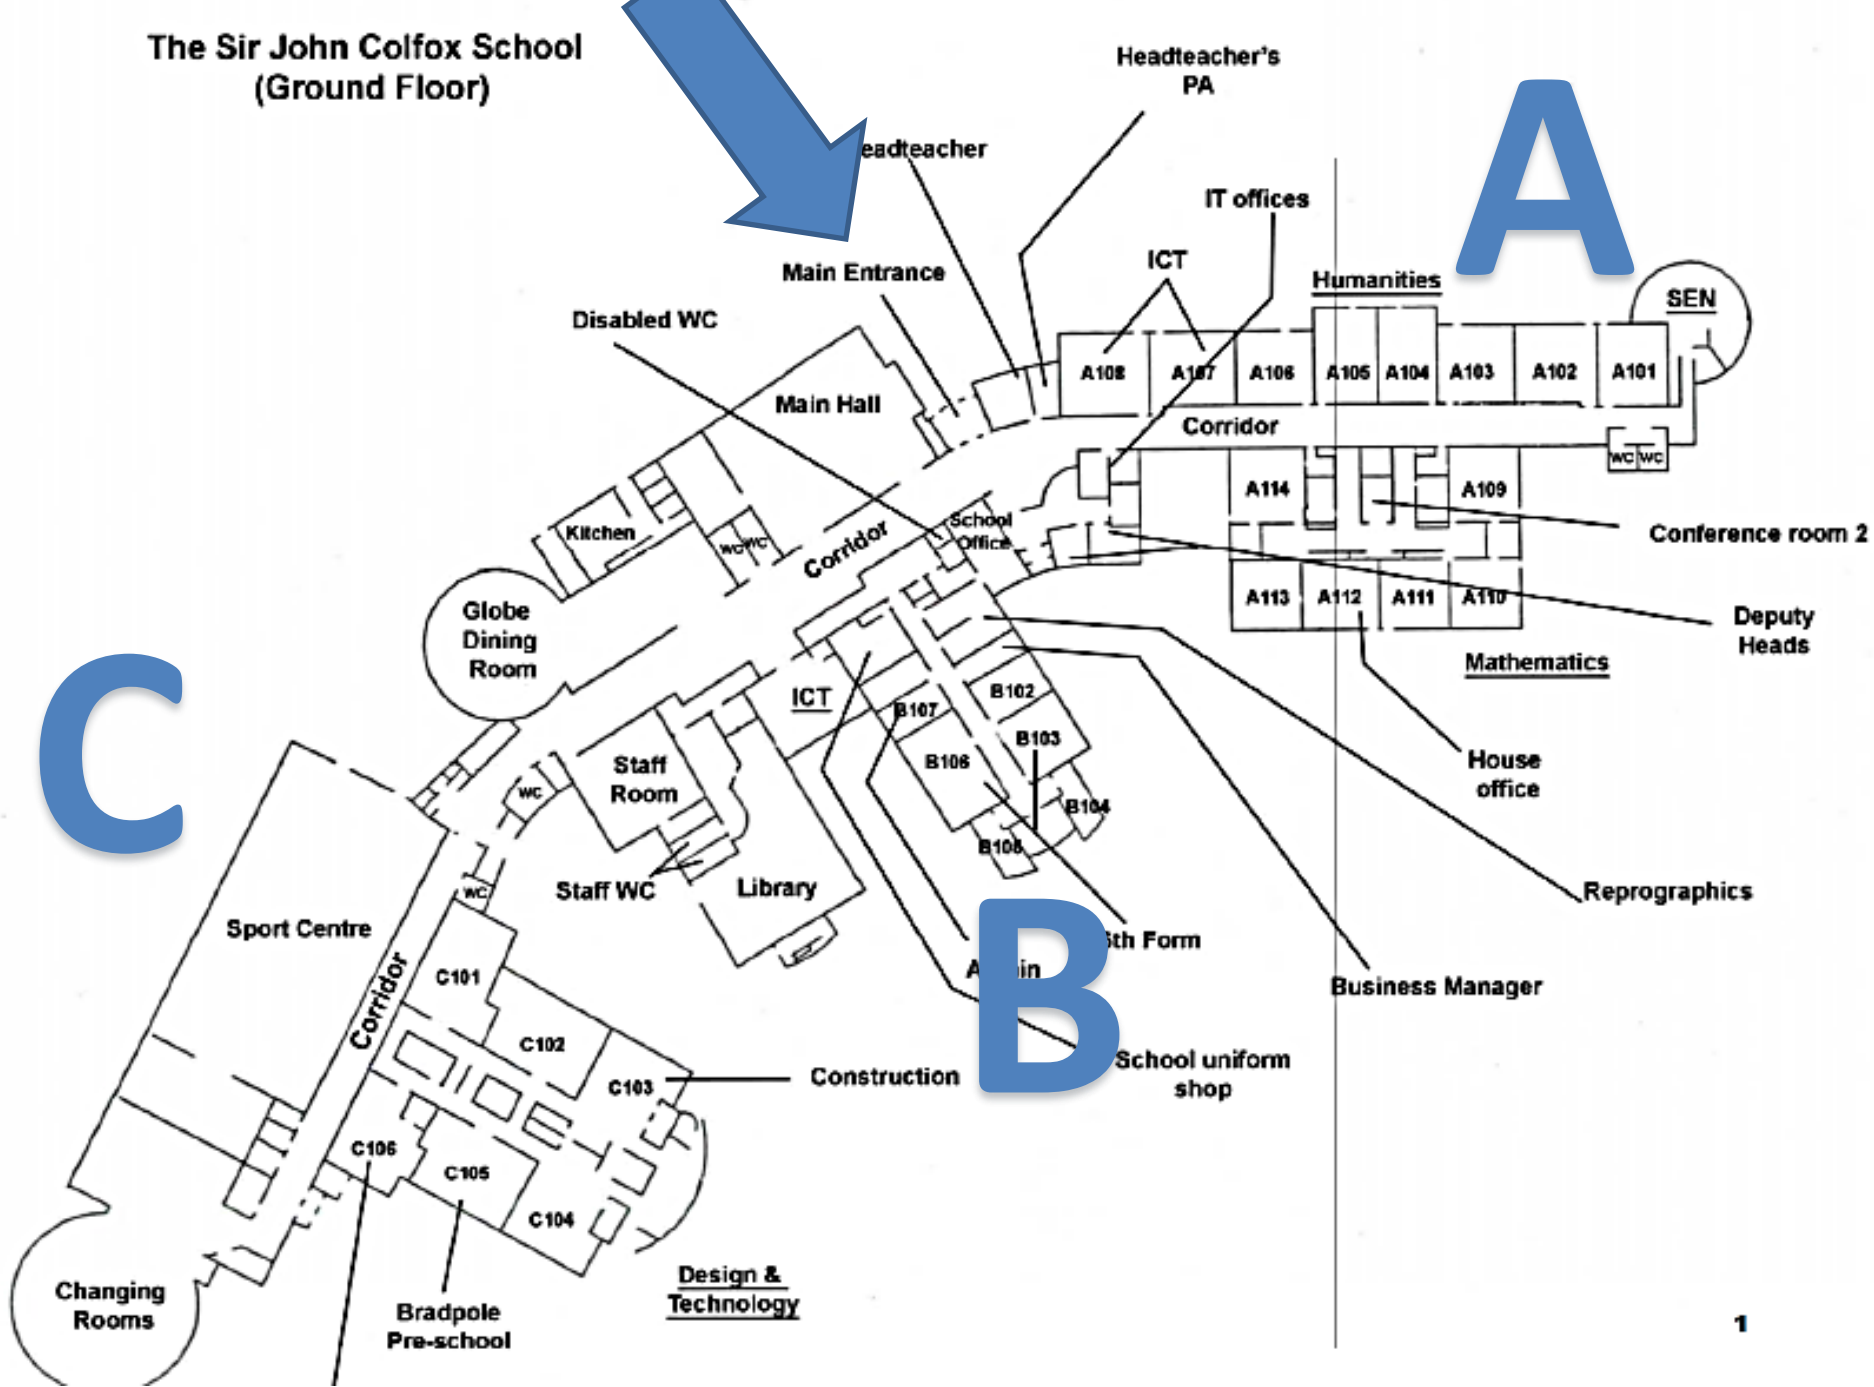 The Sir John Colfox School
(Ground Floor)
Headteacher's
PA
eadteacher
IT offices
A
Main Entrance
ICT
Humanities
SEN
Disabled WC
Main Hall
A108
A107
A106
A105
A104
A103
A102
A101
Corridor
WC
WC
A114
A109
Kitchen
School
Office
WC
WC
Corridor
Conference room 2
Globe
Dining
Room
A113
A112
A111
A110
Deputy
Heads
Mathematics
C
ICT
B102
B107
B103
B106
Staff
Room
WC
House
office
B104
B105
Staff WC
Library
WC
Reprographics
Sport Centre
6th Form
B
Corridor
C101
Business Manager
C102
Construction
C103
School uniform
shop
C106
C105
C104
Changing
Rooms
Design &
Technology
Bradpole
Pre-school
1